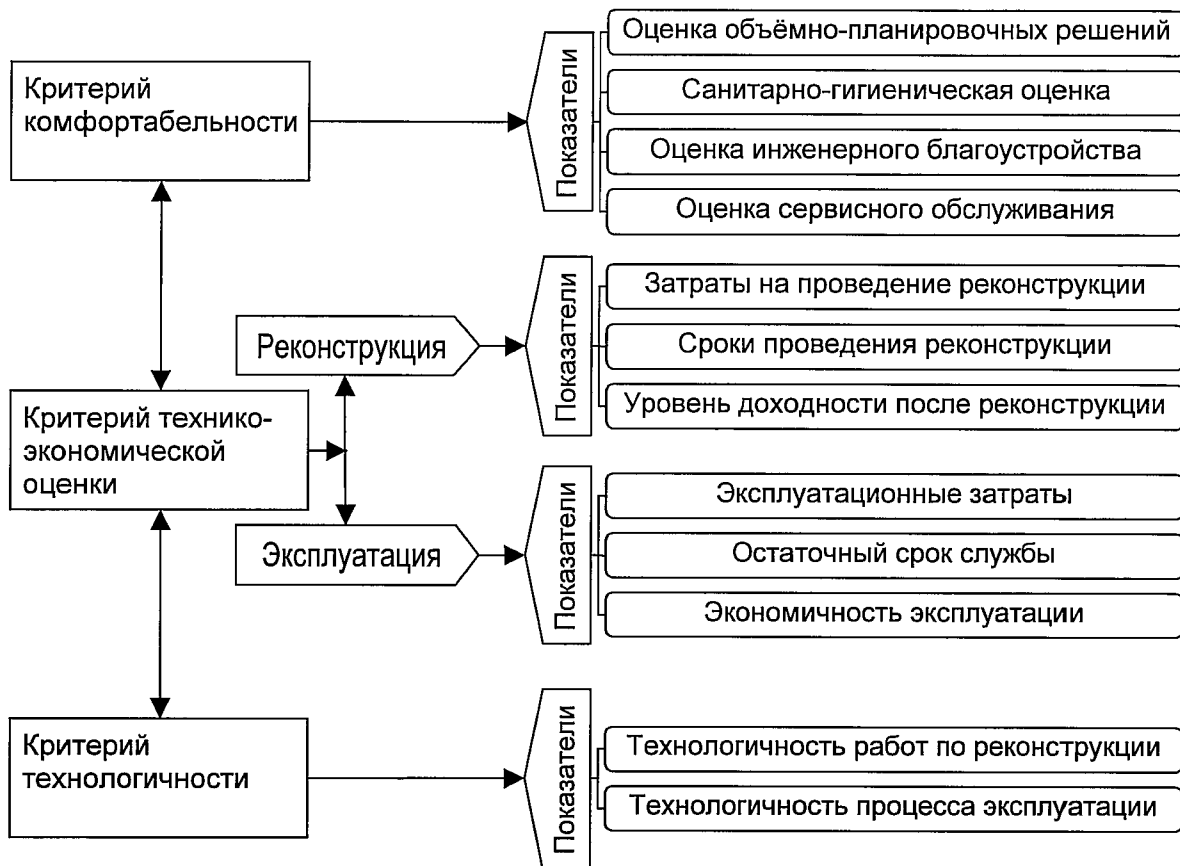 Критерий
комфортабельности
Показатели
Оценка объёмно-планировочных решений
Санитарно-гигиеническая оценка
Оценка инженерного благоустройства
Оценка сервисного обслуживания
Критерий технико-
экономической
оценки
Реконструкция
Показатели
Затраты на проведение реконструкции
Сроки проведения реконструкции
Уровень доходности после реконструкции
Эксплуатация
Показатели
Эксплуатационные затраты
Остаточный срок службы
Экономичность эксплуатации
Критерий
технологичности
Показатели
Технологичность работ по реконструкции
Технологичность процесса эксплуатации